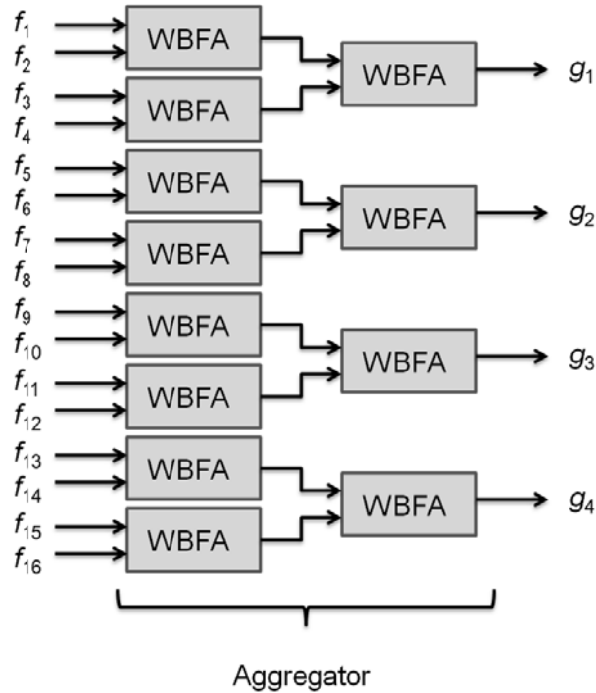 f₁
f₂
WBFA
f₃
f₄
WBFA
WBFA
g₁
f₅
f₆
WBFA
f₇
f₈
WBFA
WBFA
g₂
f₉
f₁₀
WBFA
f₁₁
f₁₂
WBFA
WBFA
g₃
f₁₃
f₁₄
WBFA
f₁₅
f₁₆
WBFA
WBFA
g₄
Aggregator